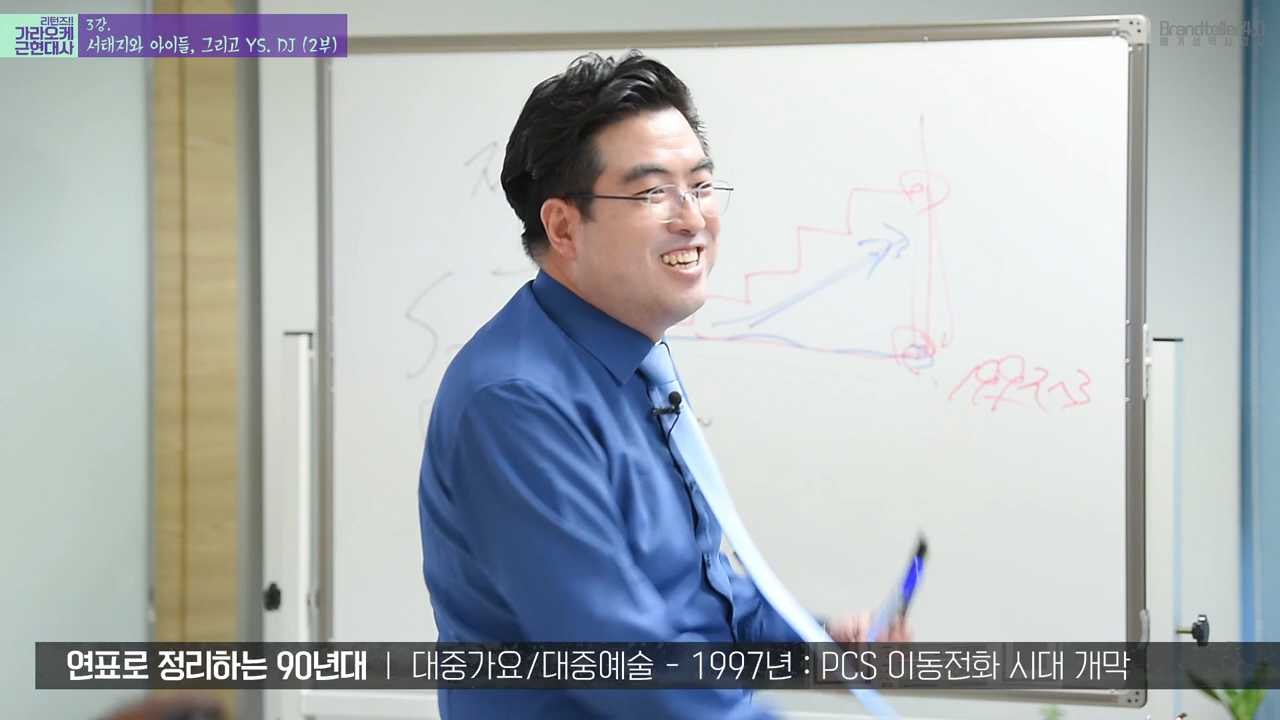 리턴즈!!
가라오케
근현대사
3강.
서태지와 아이들, 그리고 YS. DJ (2부)
Brandteller4.0
연표로 정리하는 90년대 | 대중가요/대중예술 - 1997년 : PCS 이동전화 시대 개막